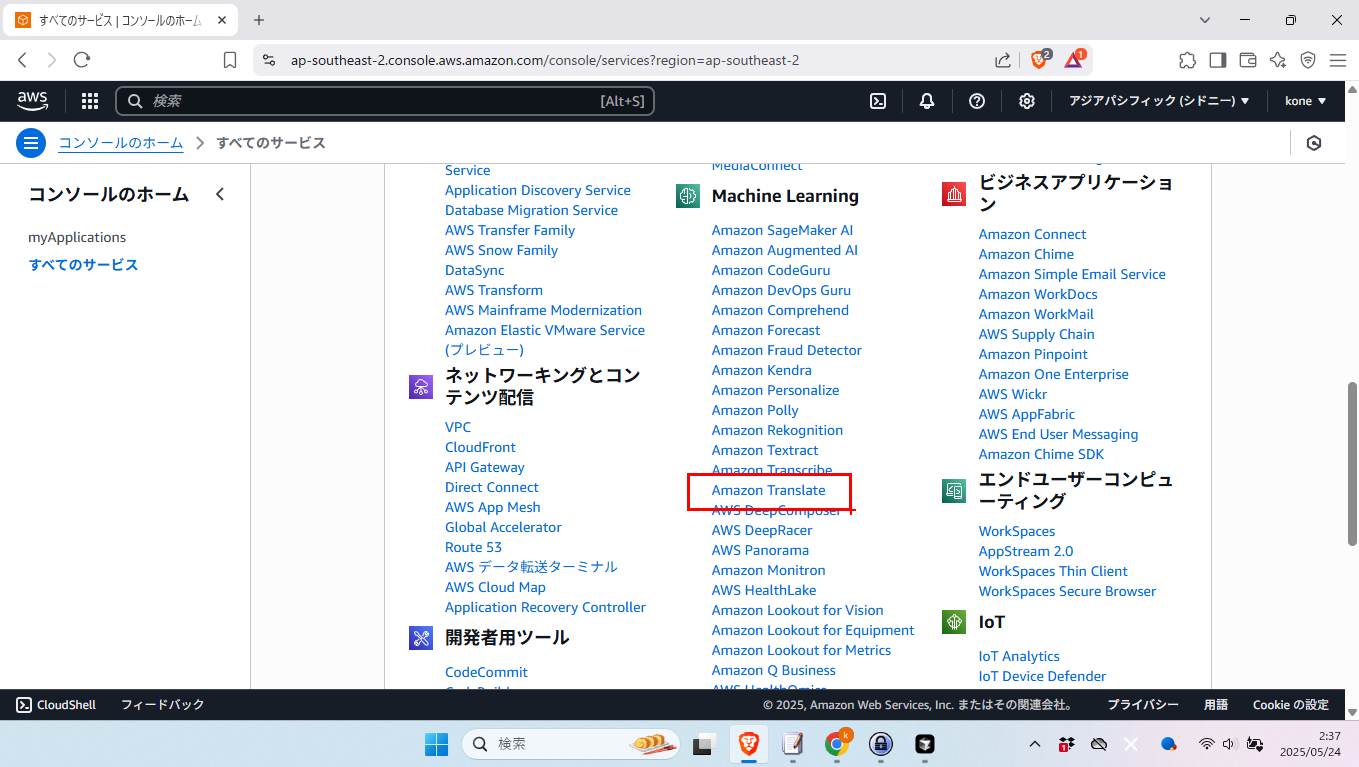 すべてのサービス | コンソールのホーム
ap-southeast-2.console.aws.amazon.com/console/services?region=ap-southeast-2
2
1
aws
検索
[Alt+S]
アジアパシフィック (シドニー)
kone
コンソールのホーム
すべてのサービス
コンソールのホーム
myApplications
すべてのサービス
Service
Application Discovery Service
Database Migration Service
AWS Transfer Family
AWS Snow Family
DataSync
AWS Transform
AWS Mainframe Modernization
Amazon Elastic VMware Service
(プレビュー)
ネットワーキングとコン
テンツ配信
VPC
CloudFront
API Gateway
Direct Connect
AWS App Mesh
Global Accelerator
Route 53
AWS データ転送ターミナル
AWS Cloud Map
Application Recovery Controller
開発者用ツール
CodeCommit
MediaConnect
Machine Learning
Amazon SageMaker AI
Amazon Augmented AI
Amazon CodeGuru
Amazon DevOps Guru
Amazon Comprehend
Amazon Forecast
Amazon Fraud Detector
Amazon Kendra
Amazon Personalize
Amazon Polly
Amazon Rekognition
Amazon Textract
Amazon Transcribe
Amazon Translate
AWS DeepComposer
AWS DeepRacer
AWS Panorama
Amazon Monitron
AWS HealthLake
Amazon Lookout for Vision
Amazon Lookout for Equipment
Amazon Lookout for Metrics
Amazon Q Business
AWS HealthOmics
ビジネスアプリケーショ
ン
Amazon Connect
Amazon Chime
Amazon Simple Email Service
Amazon WorkDocs
Amazon WorkMail
AWS Supply Chain
Amazon Pinpoint
Amazon One Enterprise
AWS Wickr
AWS AppFabric
AWS End User Messaging
Amazon Chime SDK
エンドユーザーコンピュ
ーティング
WorkSpaces
AppStream 2.0
WorkSpaces Thin Client
WorkSpaces Secure Browser
IoT
IoT Analytics
IoT Device Defender
CloudShell
フィードバック
© 2025, Amazon Web Services, Inc. またはその関連会社。
プライバシー
用語
Cookie の設定
検索
k
1
2:37
2025/05/24